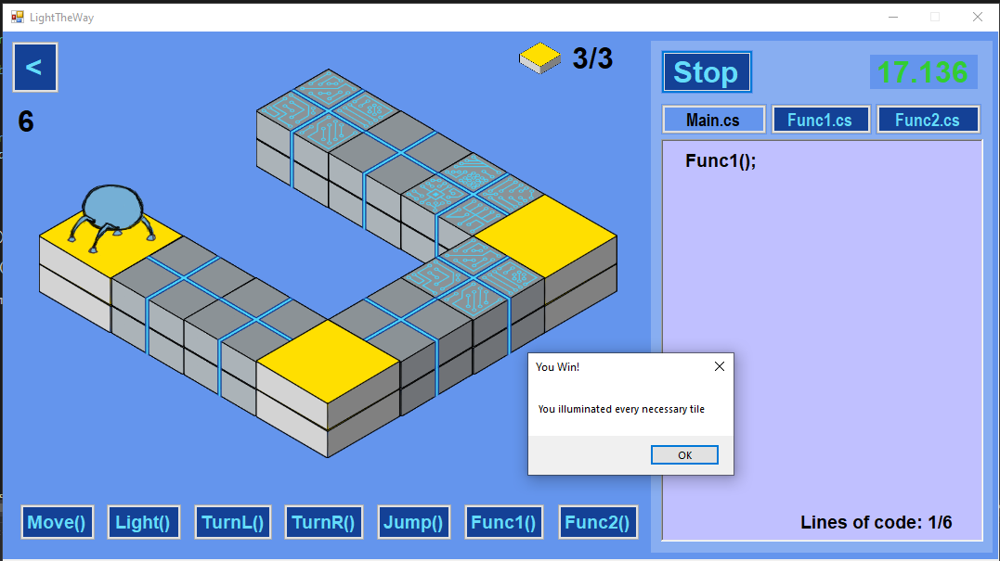 LightTheWay
<
3/3
Stop
17.136
6
Main.cs
Func1.cs
Func2.cs
Func1();
You Win!
You illuminated every necessary tile
OK
Lines of code: 1/6
Move()
Light()
TurnL()
TurnR()
Jump()
Func1()
Func2()